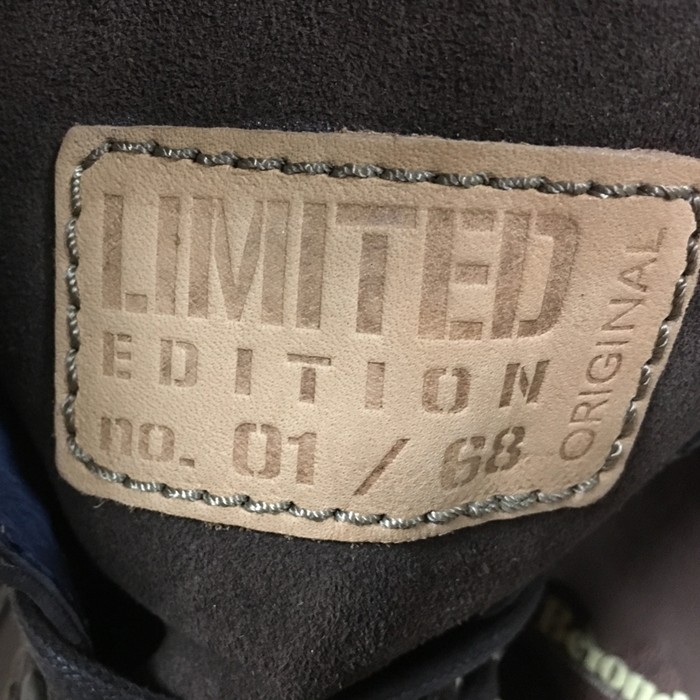 LIMITED
EDITION
no. 01 / 68
ORIGINAL